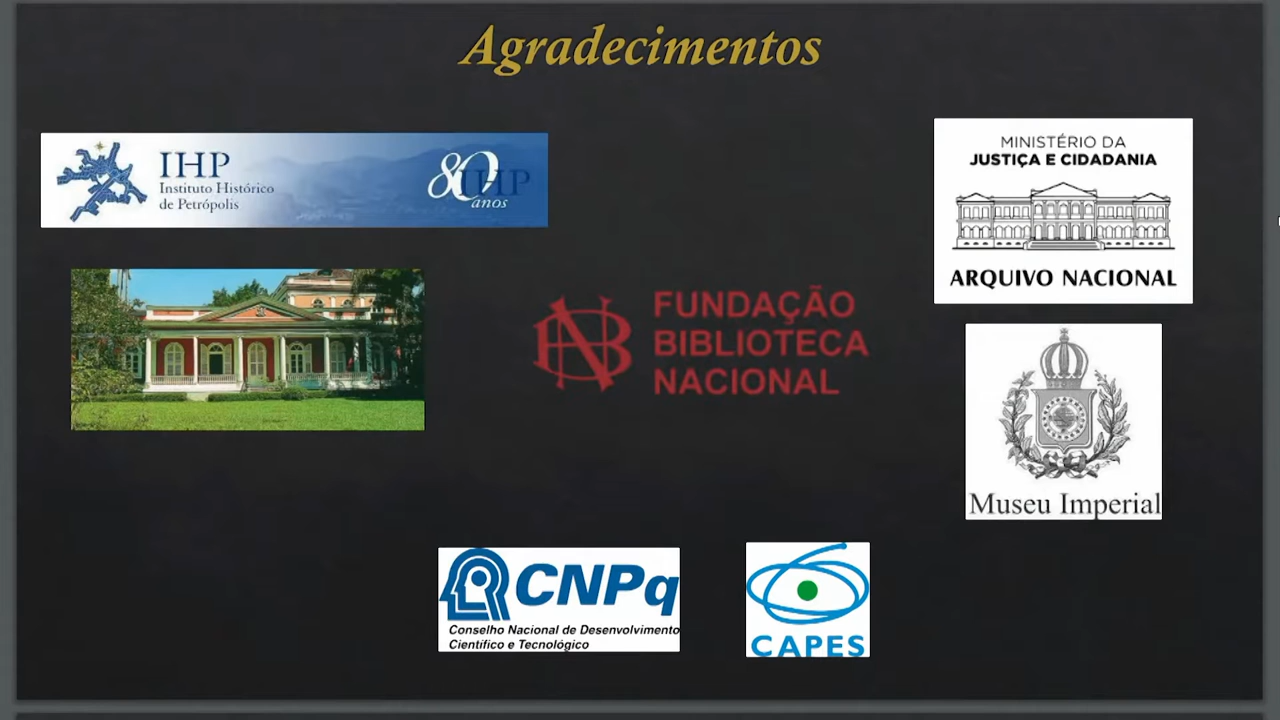 Agradecimentos
IHP
Instituto Histórico
de Petrópolis
80
IHP
anos
MINISTÉRIO DA
JUSTIÇA E CIDADANIA
ARQUIVO NACIONAL
FUNDAÇÃO
BIBLIOTECA
NACIONAL
Museu Imperial
CNPq
Conselho Nacional de Desenvolvimento
Científico e Tecnológico
CAPES